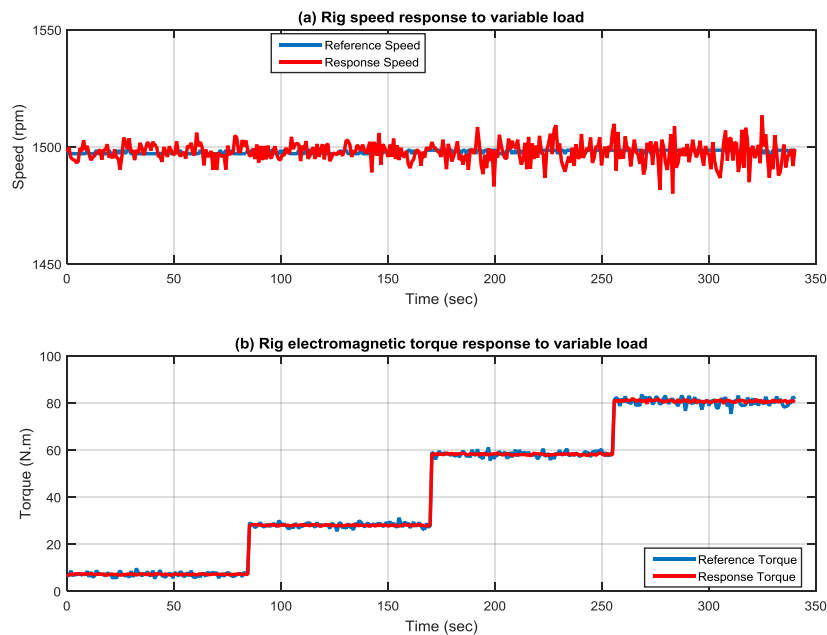 (a) Rig speed response to variable load
1550
Reference Speed
Response Speed
1500
Speed (rpm)
1450
0 50 100 150 200 250 300 350
Time (sec)
(b) Rig electromagnetic torque response to variable load
100
80
60
Torque (N.m)
40
20
Reference Torque
Response Torque
0
0 50 100 150 200 250 300 350
Time (sec)